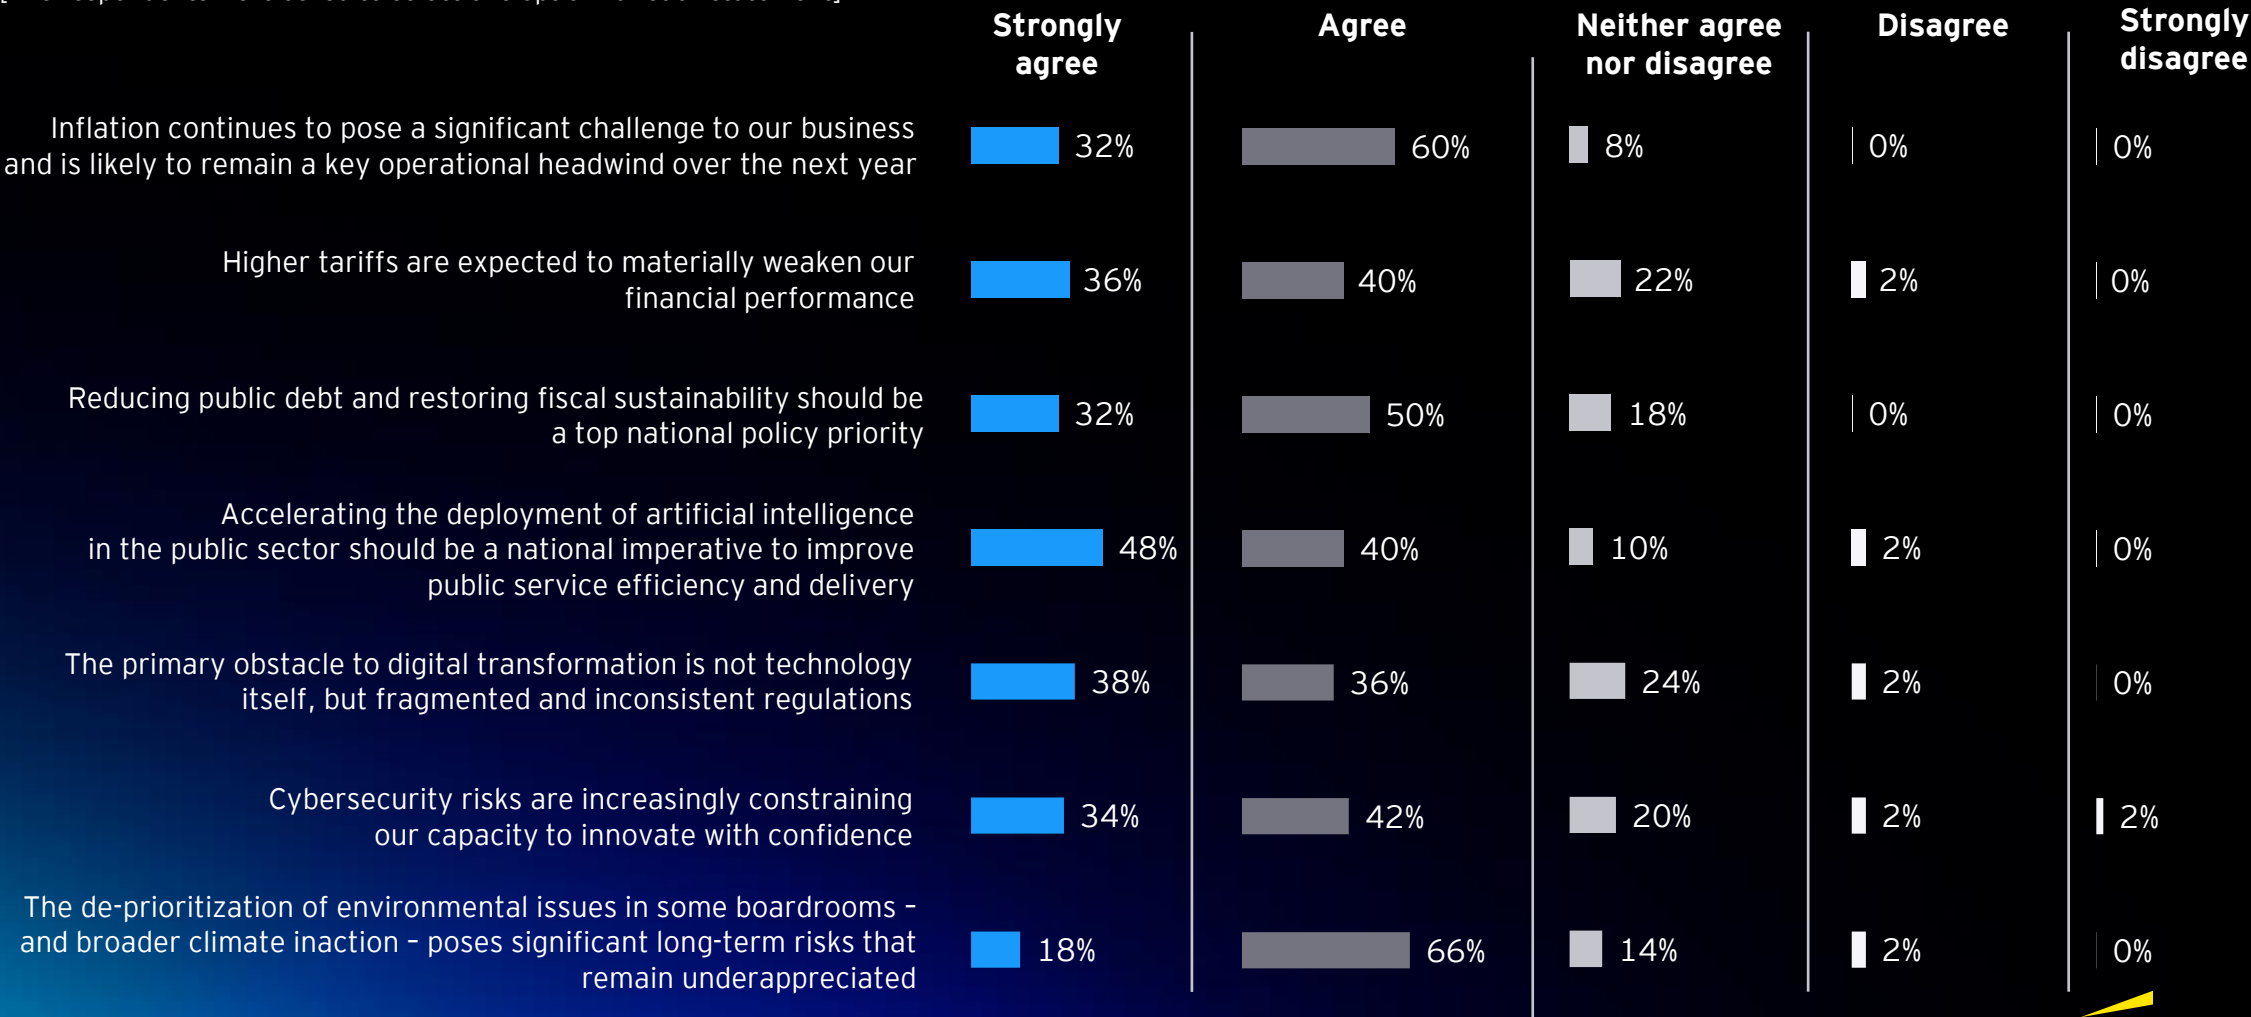 Strongly
agree
Agree
Neither agree
nor disagree
Disagree
Strongly
disagree
Inflation continues to pose a significant challenge to our business
and is likely to remain a key operational headwind over the next year
32%
60%
8%
0%
0%
Higher tariffs are expected to materially weaken our
financial performance
36%
40%
22%
2%
0%
Reducing public debt and restoring fiscal sustainability should be
a top national policy priority
32%
50%
18%
0%
0%
Accelerating the deployment of artificial intelligence
in the public sector should be a national imperative to improve
public service efficiency and delivery
48%
40%
10%
2%
0%
The primary obstacle to digital transformation is not technology
itself, but fragmented and inconsistent regulations
38%
36%
24%
2%
0%
Cybersecurity risks are increasingly constraining
our capacity to innovate with confidence
34%
42%
20%
2%
2%
The de-prioritization of environmental issues in some boardrooms –
and broader climate inaction – poses significant long-term risks that
remain underappreciated
18%
66%
14%
2%
0%